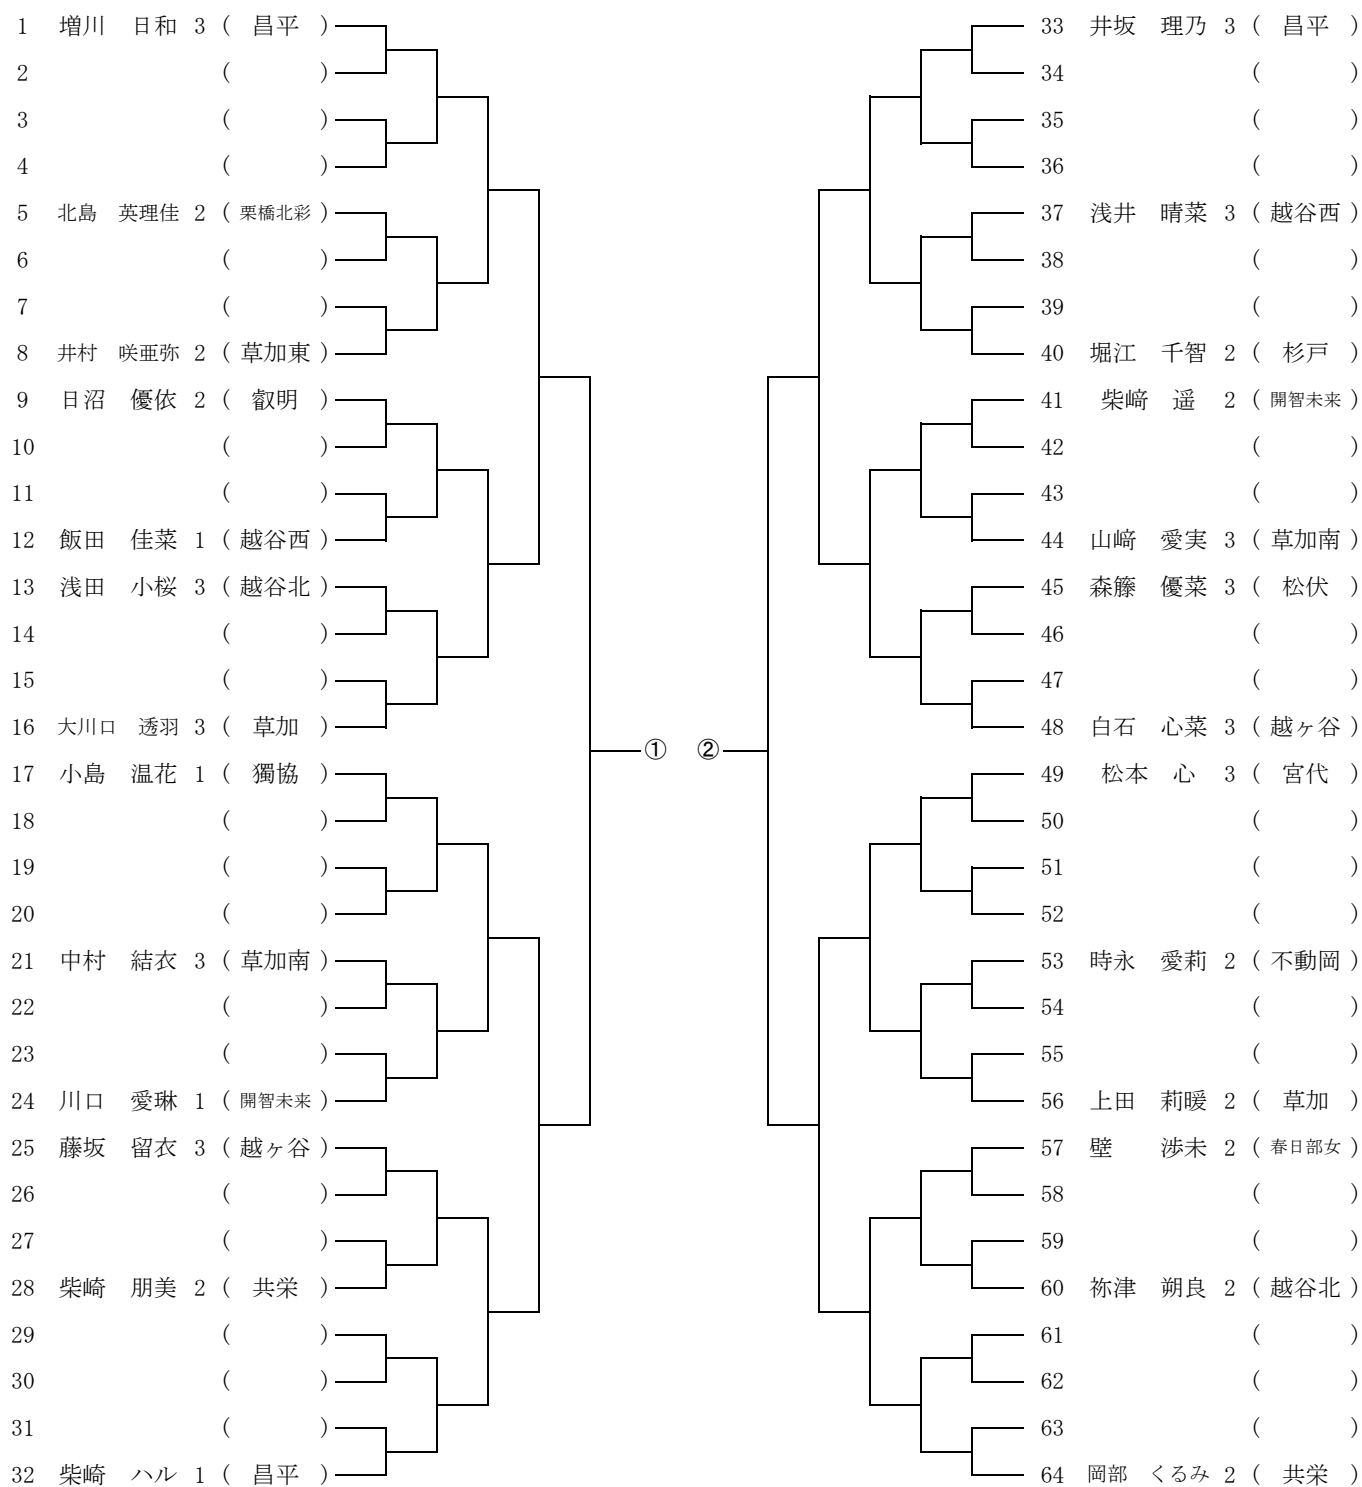 1 増川 日和 3 ( 昌平 )
2 ( )
3 ( )
4 ( )
5 北島 英理佳 2 ( 栗橋北彩 )
6 ( )
7 ( )
8 井村 咲亜弥 2 ( 草加東 )
9 日沼 優依 2 ( 叡明 )
10 ( )
11 ( )
12 飯田 佳菜 1 ( 越谷西 )
13 浅田 小桜 3 ( 越谷北 )
14 ( )
15 ( )
16 大川口 透羽 3 ( 草加 )
17 小島 温花 1 ( 獨協 )
18 ( )
19 ( )
20 ( )
21 中村 結衣 3 ( 草加南 )
22 ( )
23 ( )
24 川口 愛琳 1 ( 開智未来 )
25 藤坂 留衣 3 ( 越ヶ谷 )
26 ( )
27 ( )
28 柴崎 朋美 2 ( 共栄 )
29 ( )
30 ( )
31 ( )
32 柴崎 ハル 1 ( 昌平 )
① ②
33 井坂 理乃 3 ( 昌平 )
34 ( )
35 ( )
36 ( )
37 浅井 晴菜 3 ( 越谷西 )
38 ( )
39 ( )
40 堀江 千智 2 ( 杉戸 )
41 柴﨑 遥 2 ( 開智未来 )
42 ( )
43 ( )
44 山﨑 愛実 3 ( 草加南 )
45 森籐 優菜 3 ( 松伏 )
46 ( )
47 ( )
48 白石 心菜 3 ( 越ヶ谷 )
49 松本 心 3 ( 宮代 )
50 ( )
51 ( )
52 ( )
53 時永 愛莉 2 ( 不動岡 )
54 ( )
55 ( )
56 上田 莉暖 2 ( 草加 )
57 壁 渉未 2 ( 春日部女 )
58 ( )
59 ( )
60 祢津 朔良 2 ( 越谷北 )
61 ( )
62 ( )
63 ( )
64 岡部 くるみ 2 ( 共栄 )